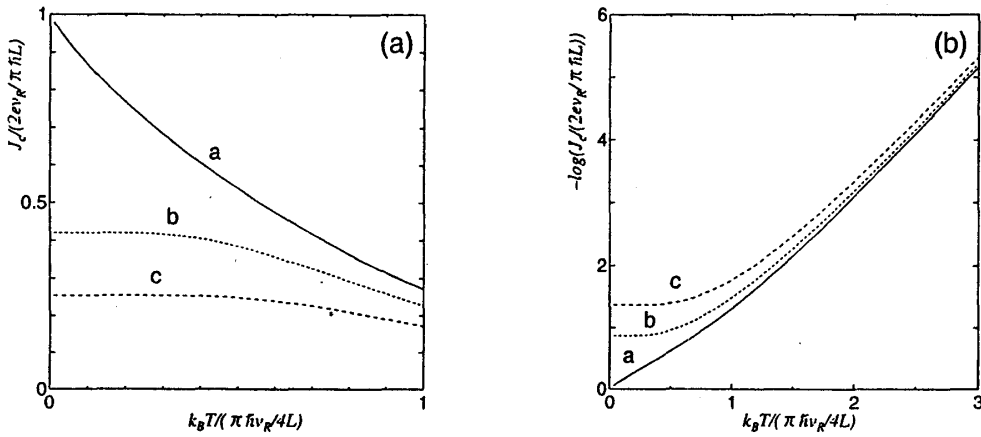 (a)
J_c/(2ev_R/πħL)
1
0.5
0
a
b
c
0
1
k_BT/(πħv_R/4L)
(b)
-log(J_c/(2ev_R/πħL))
6
4
2
0
c
b
a
0
1
2
3
k_BT/(πħv_R/4L)